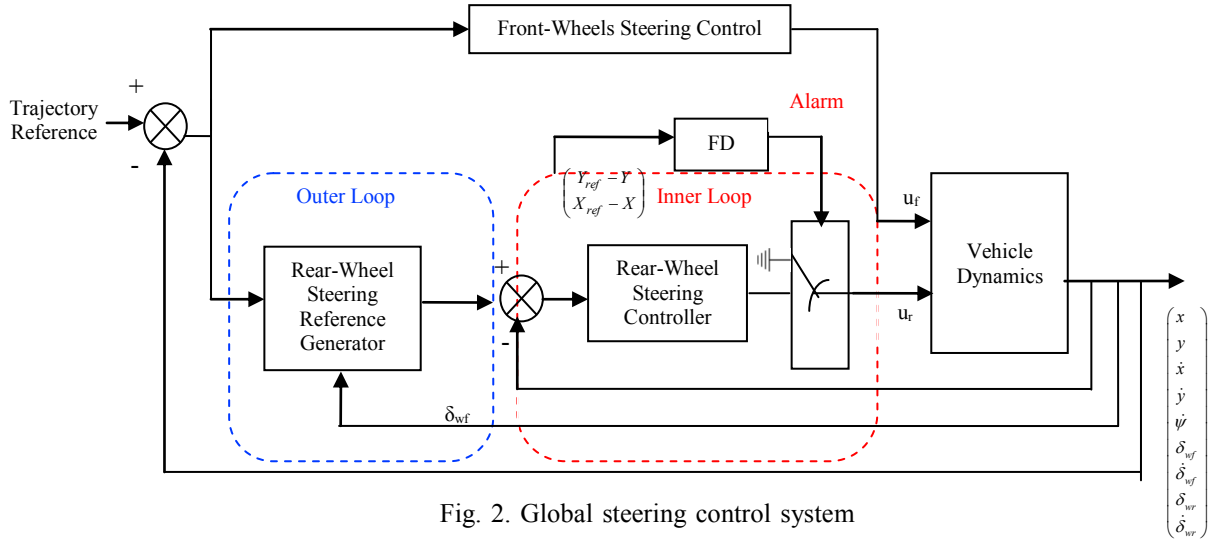 Front-Wheels Steering Control
+
Trajectory
Reference
-
Alarm
FD
Outer Loop
(Y_ref − Y
X_ref − X)
Inner Loop
u_f
Rear-Wheel
Steering
Reference
Generator
+
-
Rear-Wheel
Steering
Controller
u_r
Vehicle
Dynamics
δ_wf
x
y
ẋ
ẏ
ψ̇
δ_wf
δ̇_wf
δ_wr
δ̇_wr
Fig. 2. Global steering control system